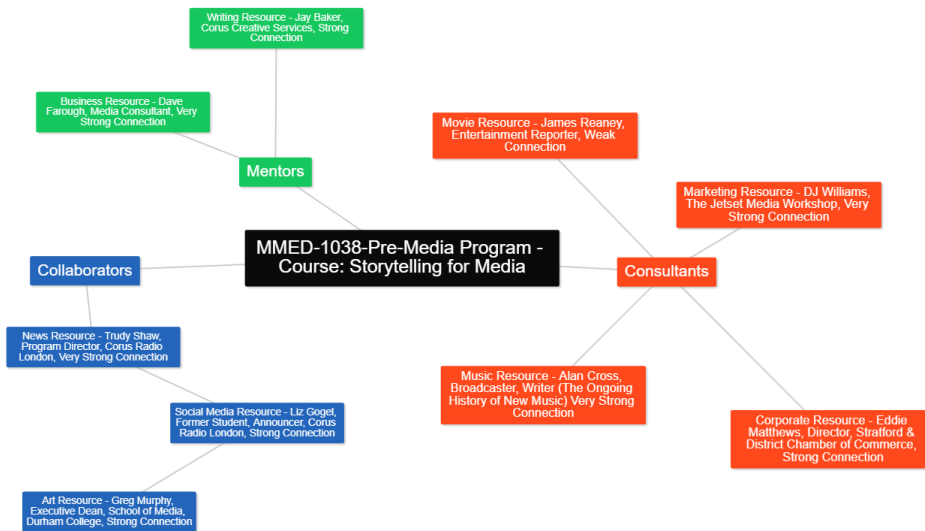 Writing Resource - Jay Baker,
Corus Creative Services, Strong
Connection
Business Resource - Dave
Farough, Media Consultant, Very
Strong Connection
Mentors
Movie Resource - James Reaney,
Entertainment Reporter, Weak
Connection
Marketing Resource - DJ Williams,
The Jetset Media Workshop, Very
Strong Connection
MMED-1038-Pre-Media Program -
Course: Storytelling for Media
Collaborators
Consultants
News Resource - Trudy Shaw,
Program Director, Corus Radio
London, Very Strong Connection
Social Media Resource - Liz Gogel,
Former Student, Announcer, Corus
Radio London, Strong Connection
Art Resource - Greg Murphy,
Executive Dean, School of Media,
Durham College, Strong Connection
Music Resource - Alan Cross,
Broadcaster, Writer (The Ongoing
History of New Music) Very Strong
Connection
Corporate Resource - Eddie
Matthews, Director, Stratford &
District Chamber of Commerce,
Strong Connection